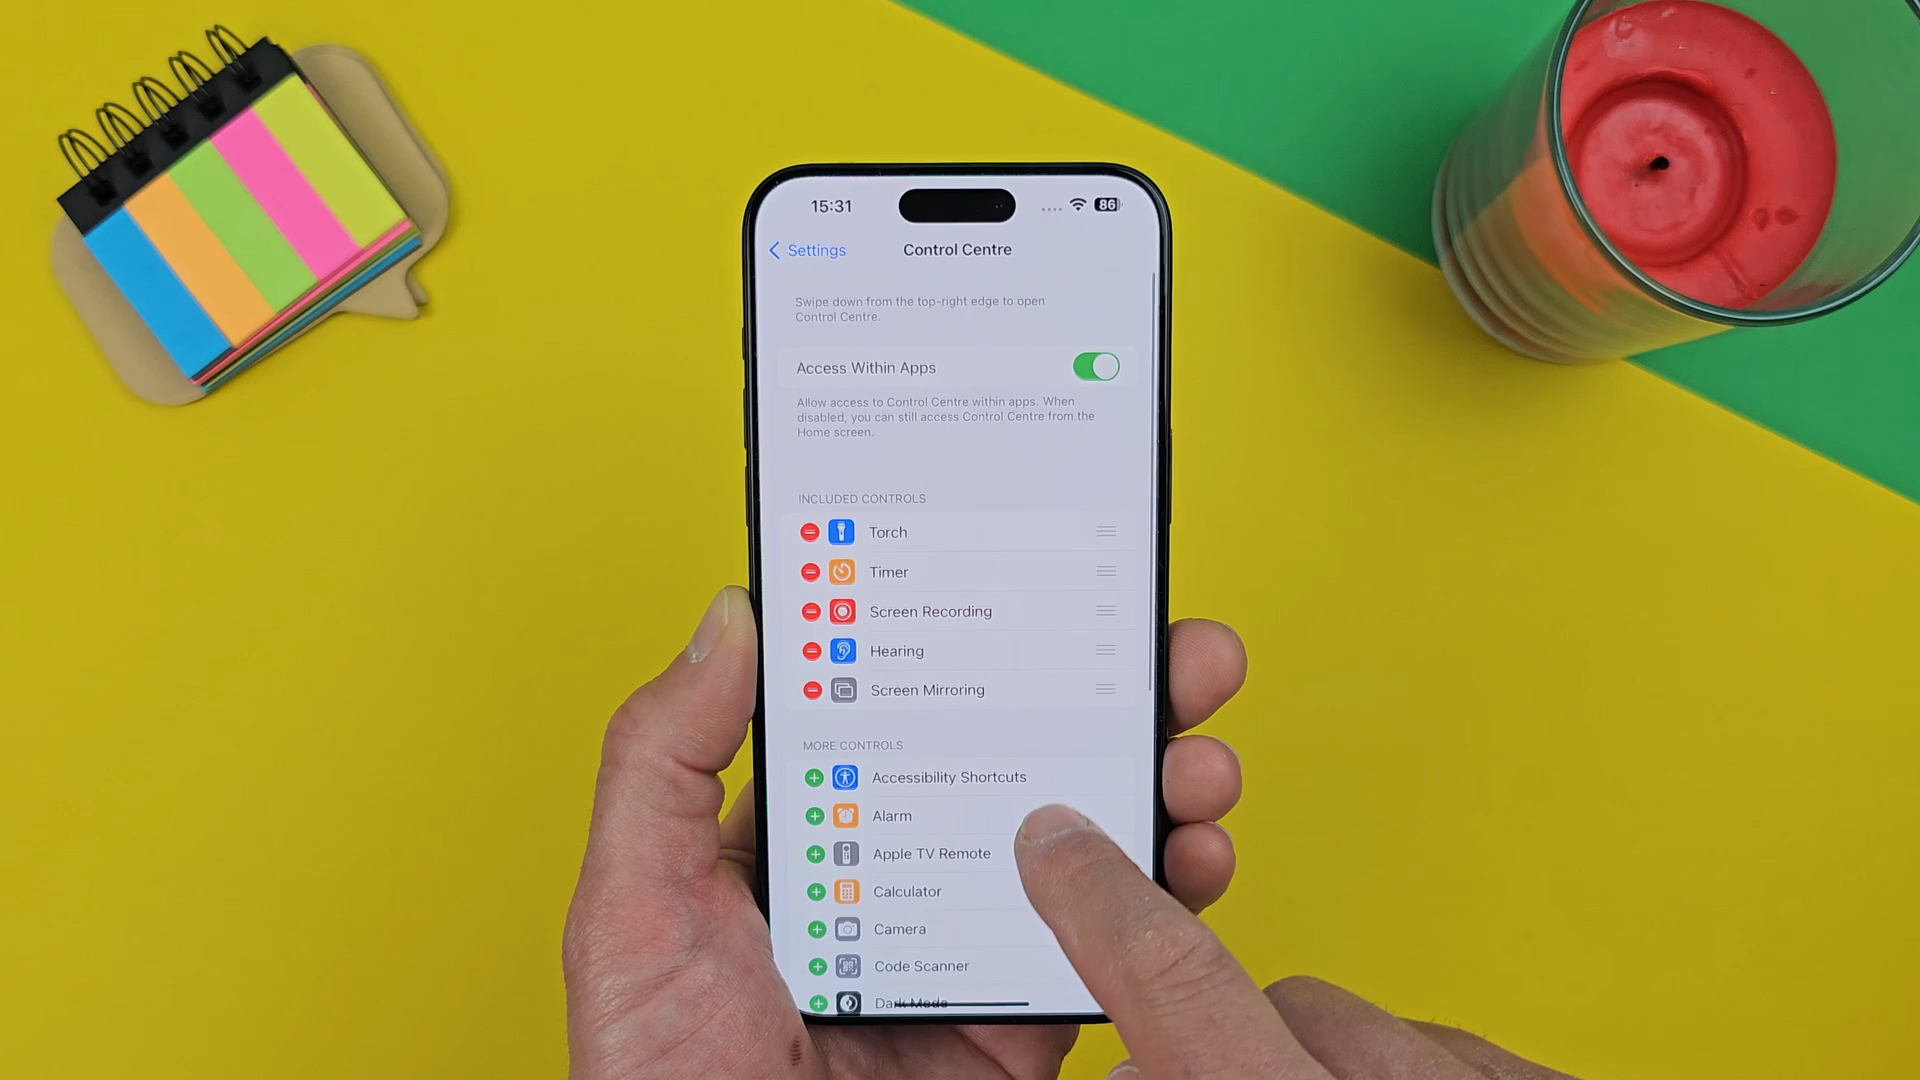 15:31
86
Settings
Control Centre
Swipe down from the top-right edge to open
Control Centre.
Access Within Apps
Allow access to Control Centre within apps. When
disabled, you can still access Control Centre from the
Home screen.
INCLUDED CONTROLS
Torch
Timer
Screen Recording
Hearing
Screen Mirroring
MORE CONTROLS
Accessibility Shortcuts
Alarm
Apple TV Remote
Calculator
Camera
Code Scanner
Dark Mode